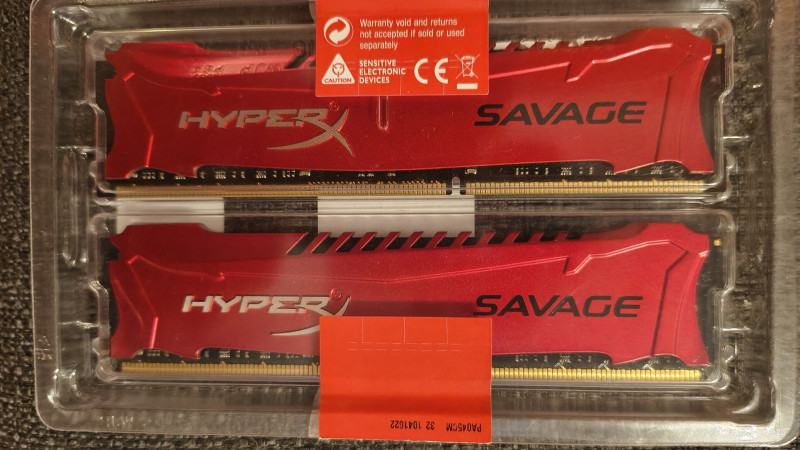 Warranty void and returns
not accepted if sold or used
separately
CAUTION
SENSITIVE
ELECTRONIC
DEVICES
CE
HYPERX
SAVAGE
HYPERX
SAVAGE
PA045CM 32 1041G22